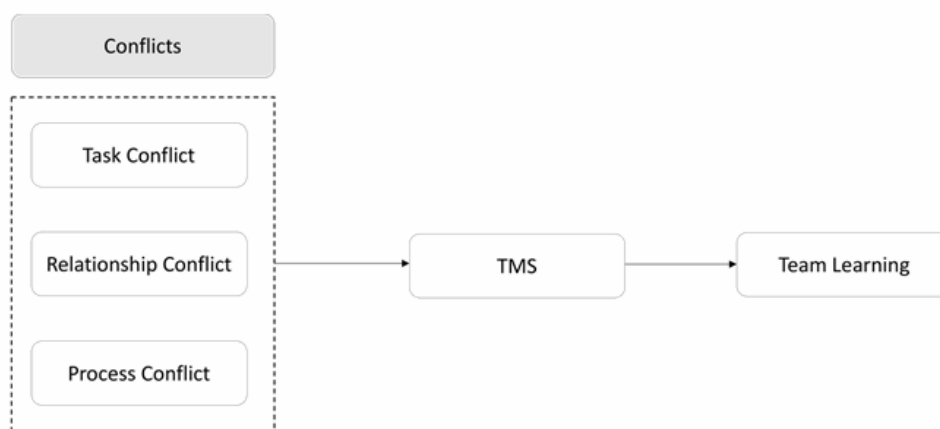 Conflicts
Task Conflict
Relationship Conflict
TMS
Team Learning
Process Conflict